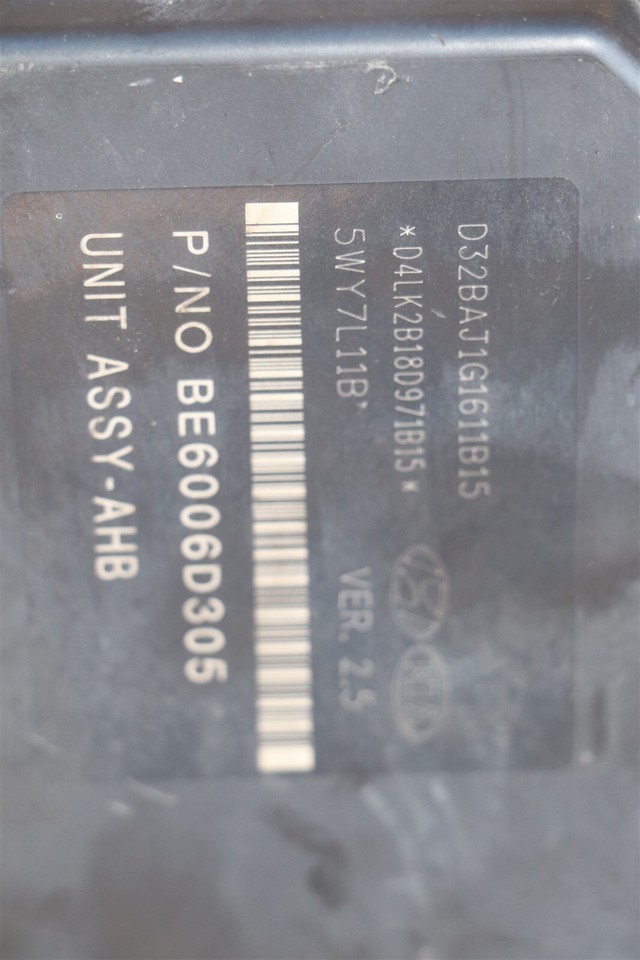 D32BAJ1G1611B15
*D4LK2B18D971B15*
5WY7L11B" VER. 2.5
P/NO BE6006D305
UNIT ASSY-AHB